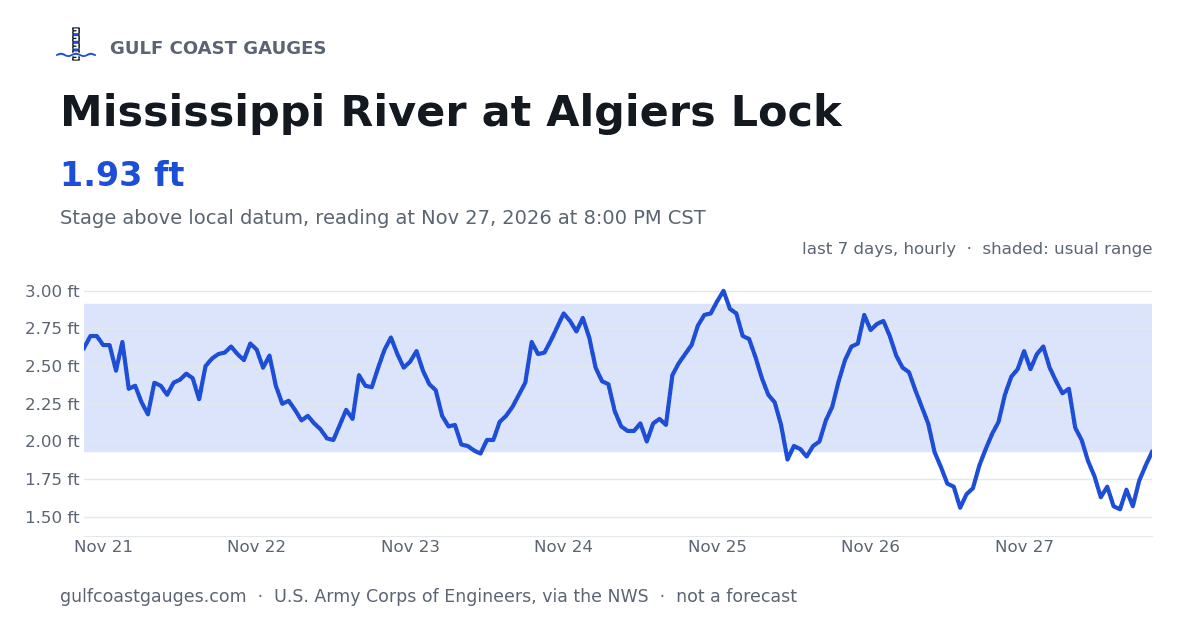 GULF COAST GAUGES
Mississippi River at Algiers Lock
1.93 ft
Stage above local datum, reading at Nov 27, 2026 at 8:00 PM CST
last 7 days, hourly · shaded: usual range
3.00 ft
2.75 ft
2.50 ft
2.25 ft
2.00 ft
1.75 ft
1.50 ft
Nov 21 Nov 22 Nov 23 Nov 24 Nov 25 Nov 26 Nov 27
gulfcoastgauges.com · U.S. Army Corps of Engineers, via the NWS · not a forecast